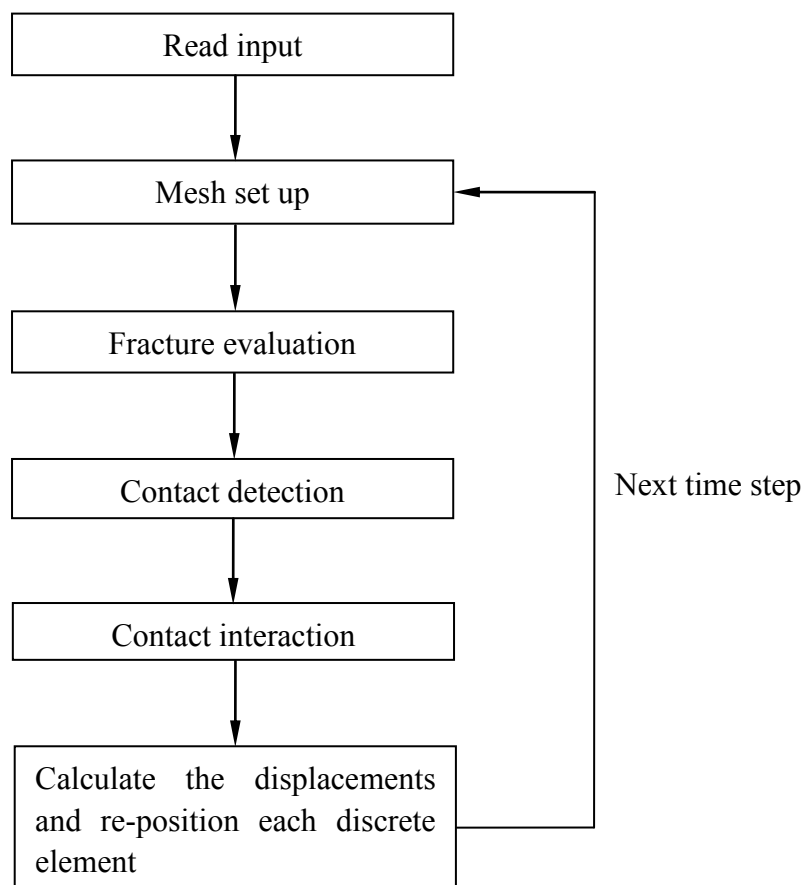 Read input
Mesh set up
Fracture evaluation
Contact detection
Next time step
Contact interaction
Calculate the displacements
and re-position each discrete
element